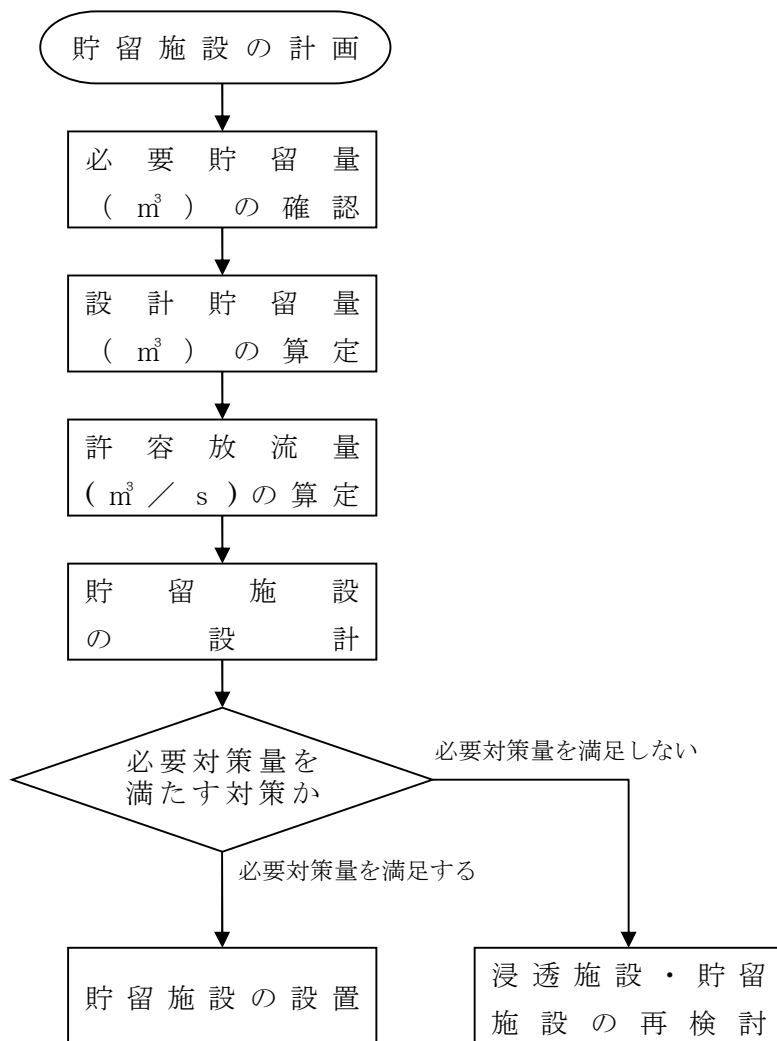 貯留施設の計画
必要貯留量
（㎥）の確認
設計貯留量
（㎥）の算定
許容放流量
(㎥／ｓ)の算定
貯留施設
の設計
必要対策量を
満たす対策か
必要対策量を満足しない
必要対策量を満足する
貯留施設の設置
浸透施設・貯留
施設の再検討